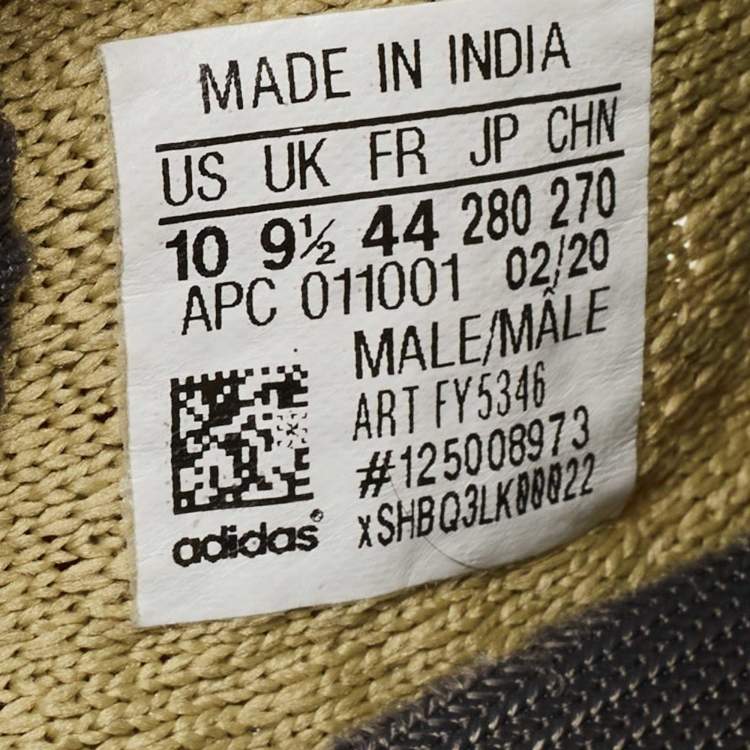 MADE IN INDIA
US UK FR JP CHN
10 9½ 44 280 270
APC 011001 02/20
MALE/MÂLE
ART FY5346
#125008973
xSHBQ3LK00022
adidas®